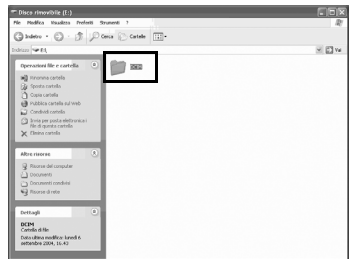 Disco rimovibile (E:)
File Modifica Visualizza Preferiti Strumenti ?
Indietro Cerca Cartelle
Indirizzo E:\ Vai
Operazioni file e cartella
Rinomina cartella
Sposta cartella
Copia cartella
Pubblica cartella sul Web
Condividi cartella
Invia per posta elettronica i
file di questa cartella
Elimina cartella
DCIM
Altre risorse
Risorse del computer
Documenti
Documenti condivisi
Risorse di rete
Dettagli
DCIM
Cartella di file
Data ultima modifica: lunedì 6
settembre 2004, 16.43